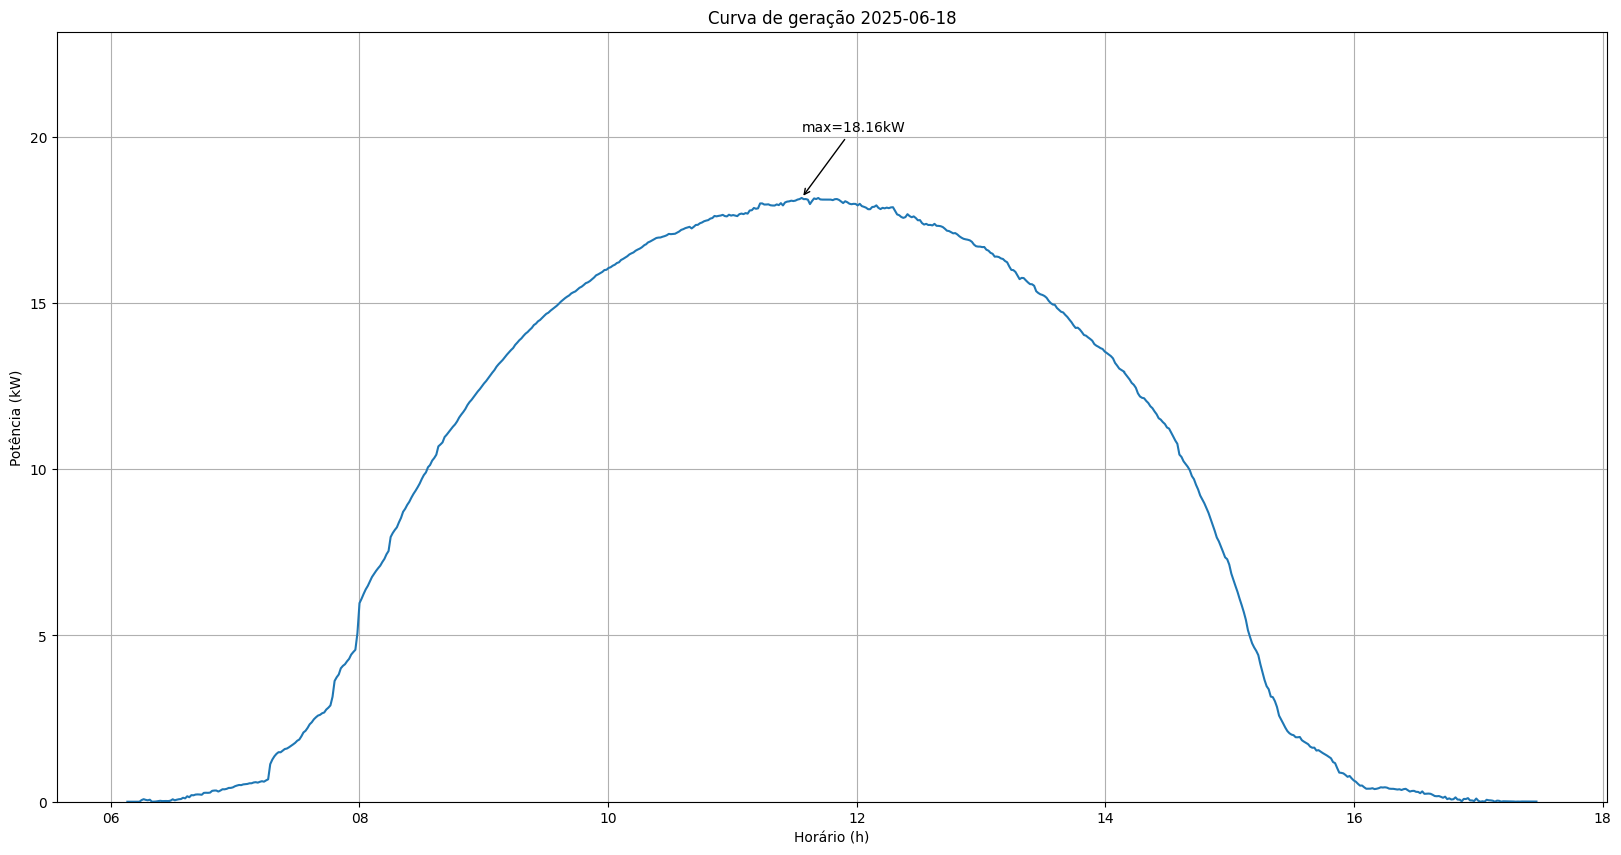 Curva de geração 2025-06-18
max=18.16kW
Potência (kW)
20
15
10
5
0
06 08 10 12 14 16 18
Horário (h)